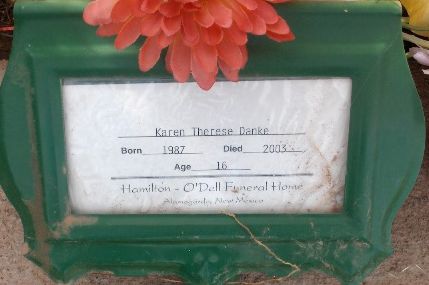 Karen Therese Danke
Born 1987 Died 2003
Age 16
Hamilton - O'Dell Funeral Home
Alamogordo, New Mexico